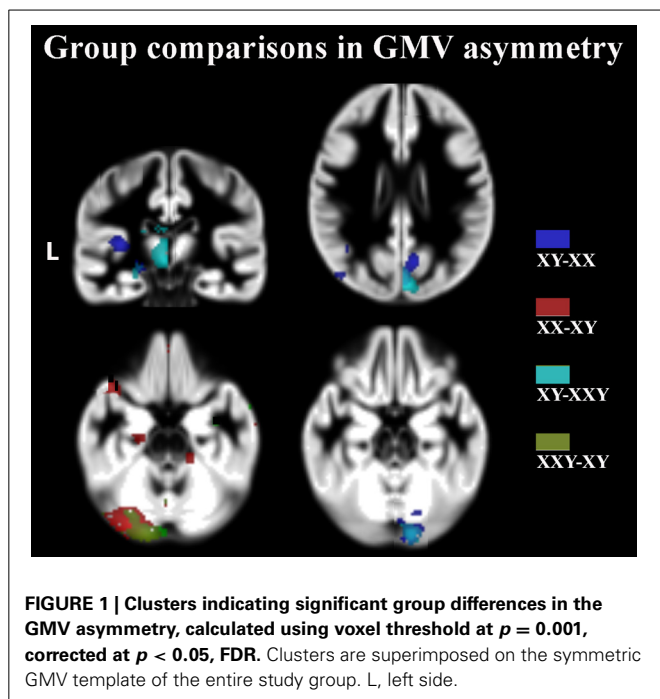 Group comparisons in GMV asymmetry
L
XY-XX
XX-XY
XY-XXY
XXY-XY
FIGURE 1 | Clusters indicating significant group differences in the
GMV asymmetry, calculated using voxel threshold at p = 0.001,
corrected at p < 0.05, FDR. Clusters are superimposed on the symmetric
GMV template of the entire study group. L, left side.